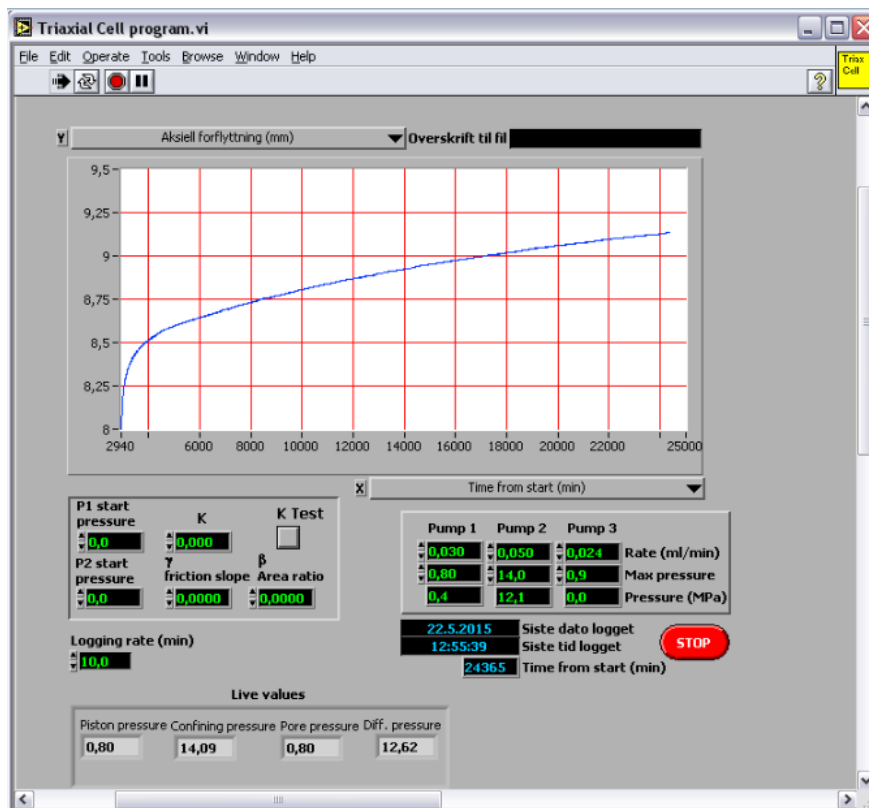 Triaxial Cell program.vi
File Edit Operate Tools Browse Window Help
Triax
Cell
Y Aksiell forflyttning (mm) Overskrift til fil
9,5
9,25
9
8,75
8,5
8,25
8
2940 6000 8000 10000 12000 14000 16000 18000 20000 22000 25000
X Time from start (min)
P1 start
pressure K K Test
0,0 0,000
P2 start
pressure γ
friction slope β
Area ratio
0,0 0,0000 0,0000
Pump 1 Pump 2 Pump 3
0,030 0,050 0,024 Rate (ml/min)
0,80 14,0 0,9 Max pressure
0,4 12,1 0,0 Pressure (MPa)
22.5.2015 Siste dato logget
12:55:39 Siste tid logget
24365 Time from start (min)
STOP
Logging rate (min)
10,0
Live values
Piston pressure Confining pressure Pore pressure Diff. pressure
0,80 14,09 0,80 12,62